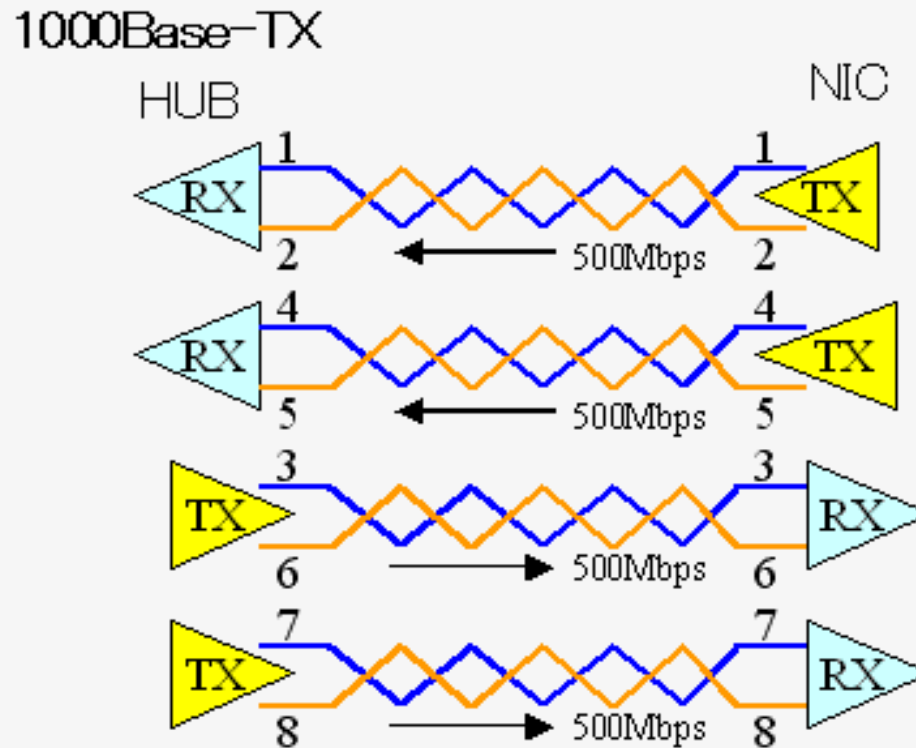 1000Base-TX
HUB
NIC
1 1
RX TX
2 500Mbps 2
4 4
RX TX
5 500Mbps 5
3 3
TX RX
6 500Mbps 6
7 7
TX RX
8 500Mbps 8